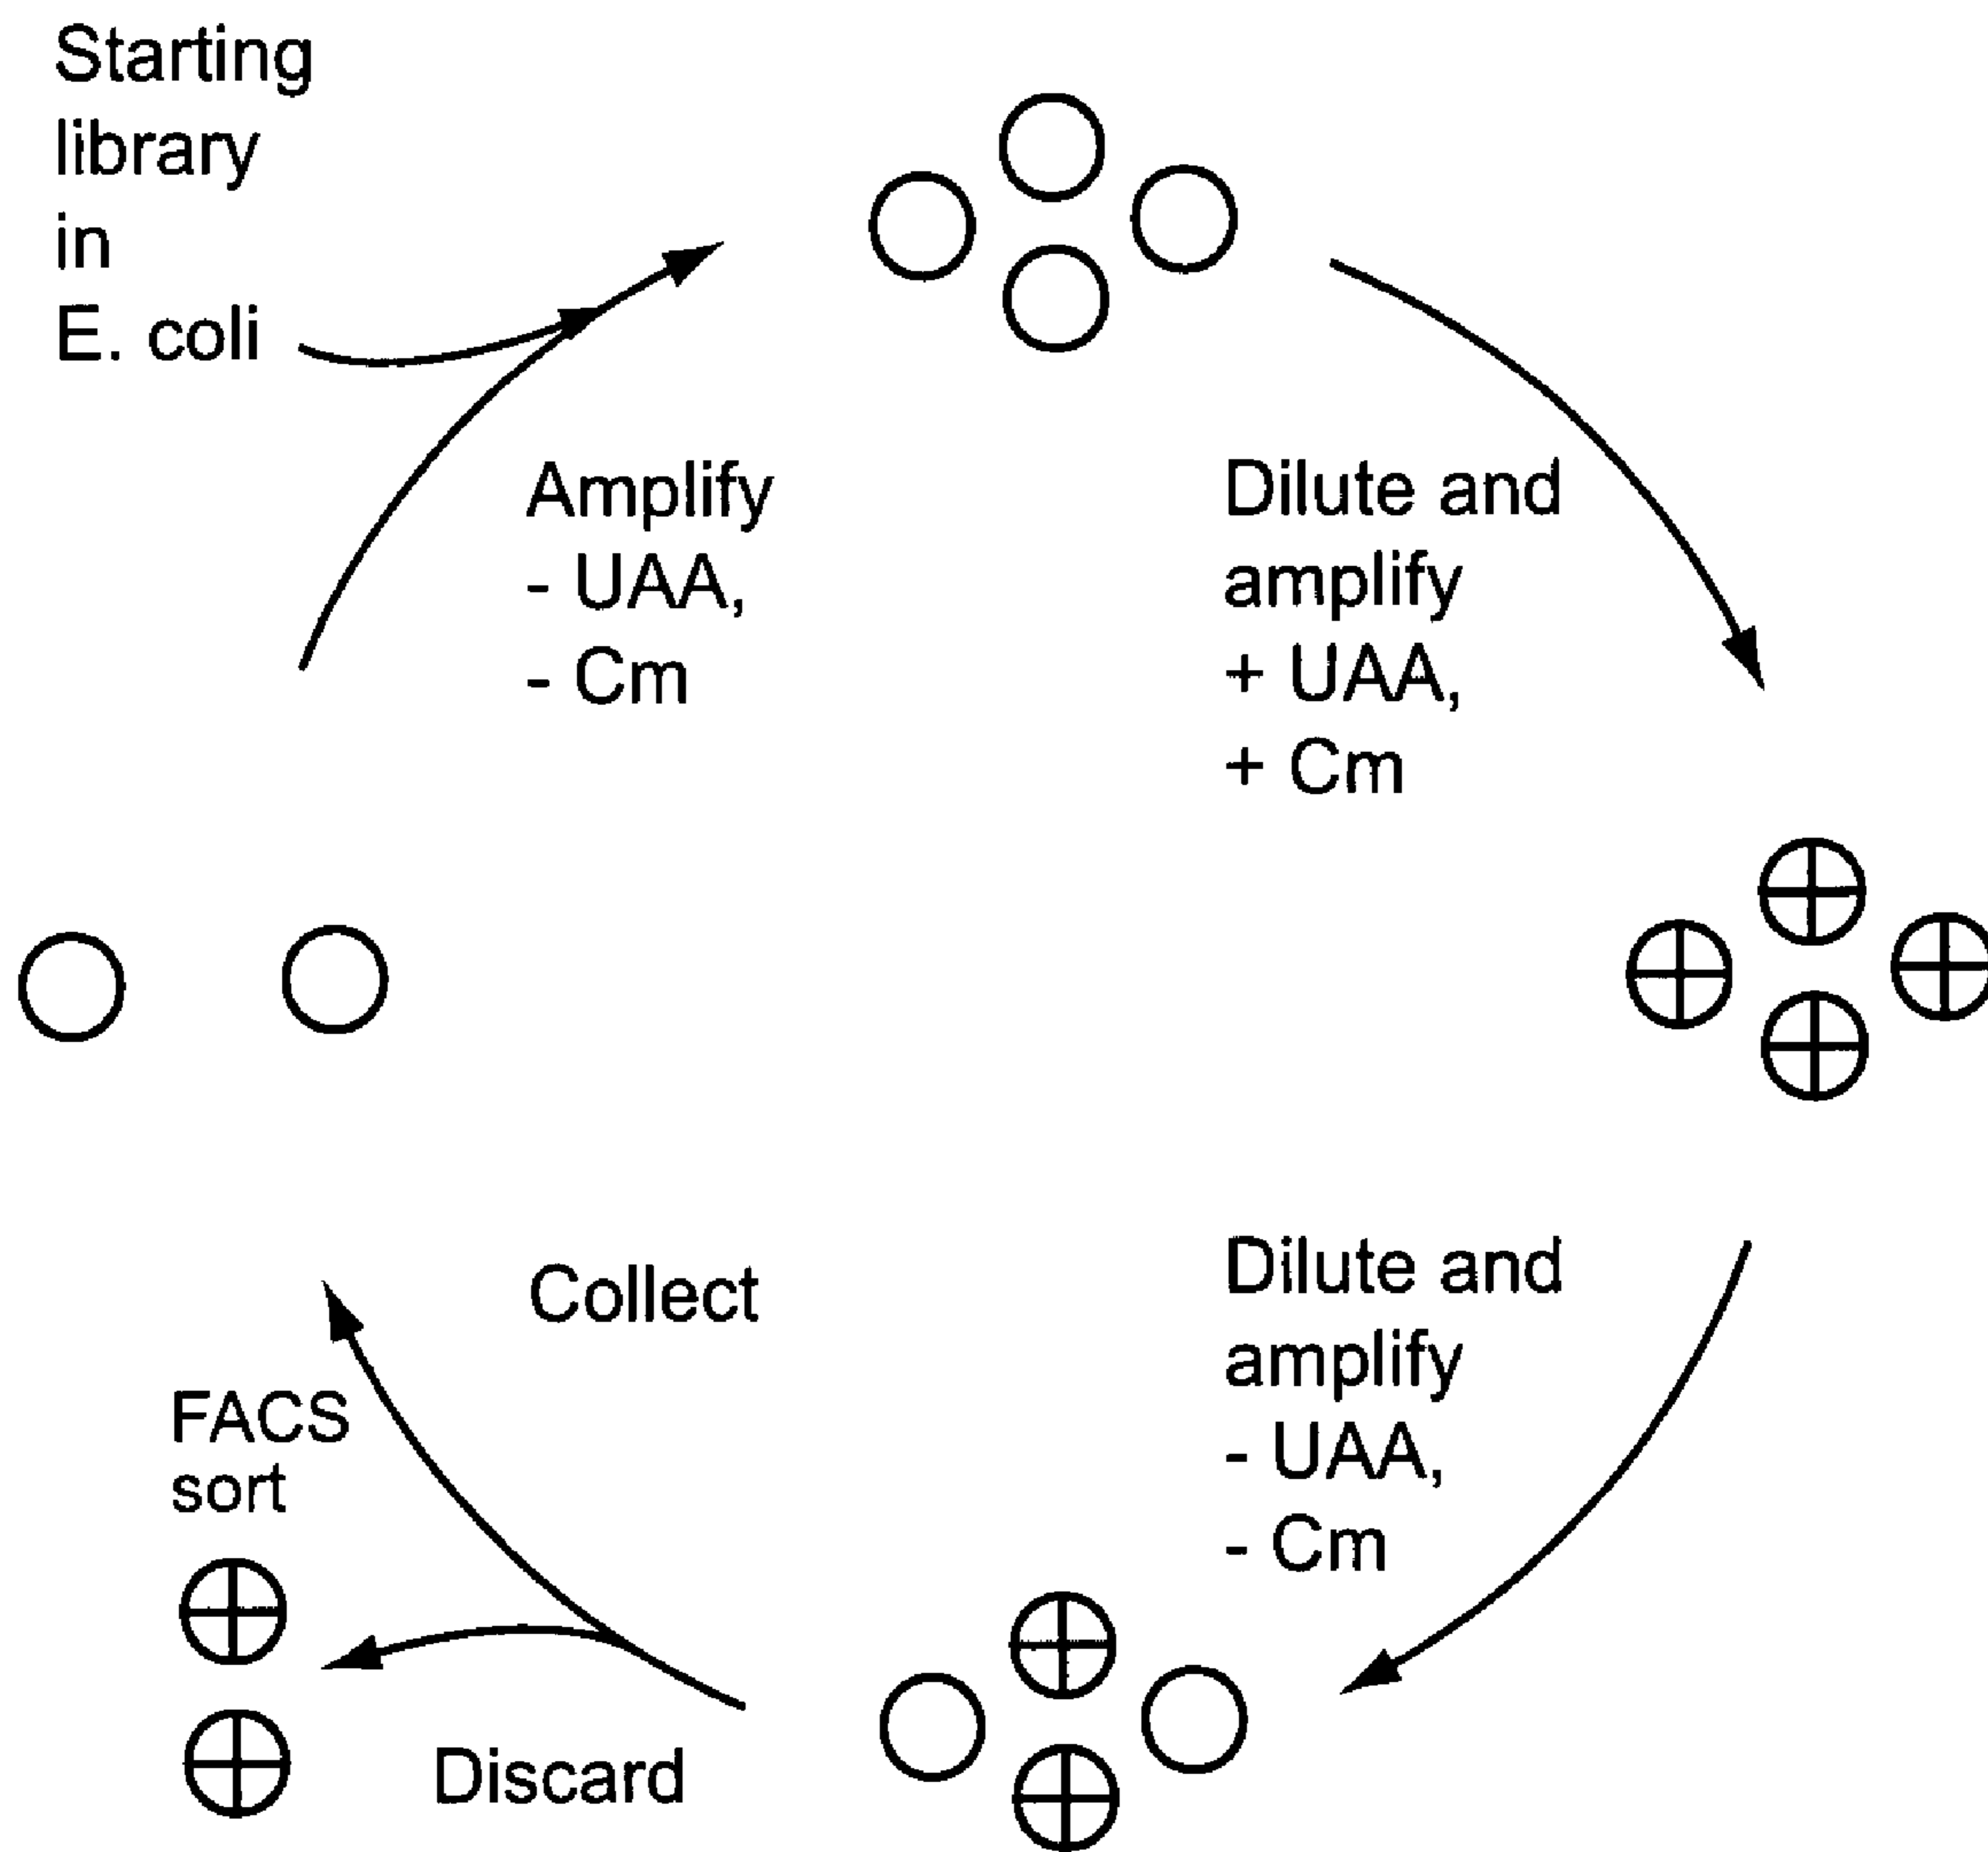 Starting
library
in
E. coli
Amplify
- UAA,
- Cm
Dilute and
amplify
+ UAA,
+ Cm
Dilute and
amplify
- UAA,
- Cm
Collect
FACS
sort
Discard